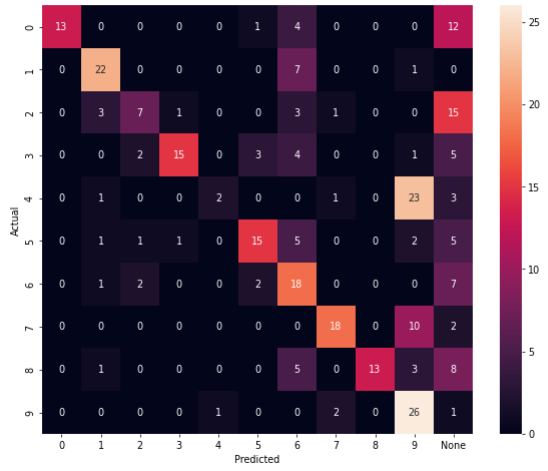 0 13 0 0 0 0 1 4 0 0 0 12
1 0 22 0 0 0 0 7 0 0 1 0
2 0 3 7 1 0 0 3 1 0 0 15
3 0 0 2 15 0 3 4 0 0 1 5
4 0 1 0 0 2 0 0 1 0 23 3
5 0 1 1 1 0 15 5 0 0 2 5
6 0 1 2 0 0 2 18 0 0 0 7
7 0 0 0 0 0 0 0 18 0 10 2
8 0 1 0 0 0 0 5 0 13 3 8
9 0 0 0 0 1 0 0 2 0 26 1
0 1 2 3 4 5 6 7 8 9 None
Actual
Predicted
25
20
15
10
5
0